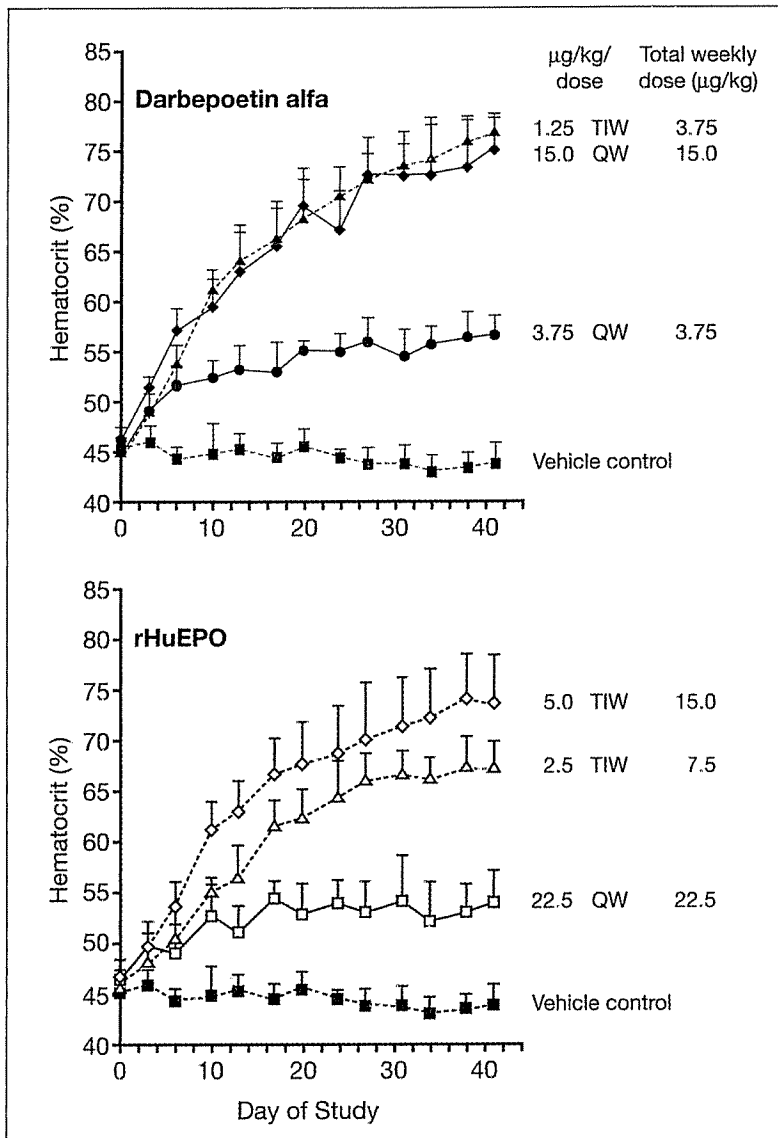 μg/kg/ Total weekly
dose dose (μg/kg)
85
80
75
70
65
60
55
50
45
40
Hematocrit (%)
Darbepoetin alfa
1.25 TIW 3.75
15.0 QW 15.0
3.75 QW 3.75
Vehicle control
0 10 20 30 40
85
80
75
70
65
60
55
50
45
40
Hematocrit (%)
rHuEPO
5.0 TIW 15.0
2.5 TIW 7.5
22.5 QW 22.5
Vehicle control
0 10 20 30 40
Day of Study